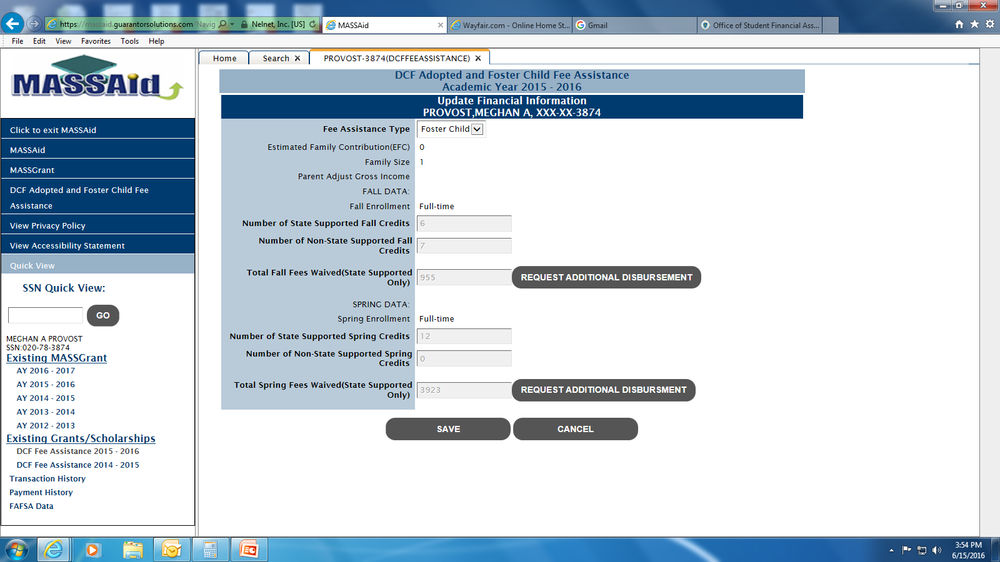 https://massaid.guarantorsolutions.com/Navig
Nelnet, Inc. [US]
MASSAid
Wayfair.com - Online Home St...
Gmail
Office of Student Financial Ass...
File Edit View Favorites Tools Help
MASSAid
Home
Search
PROVOST-3874(DCFFEEASSISTANCE)
DCF Adopted and Foster Child Fee Assistance
Academic Year 2015 - 2016
Update Financial Information
PROVOST,MEGHAN A, XXX-XX-3874
Click to exit MASSAid
MASSAid
MASSGrant
DCF Adopted and Foster Child Fee
Assistance
View Privacy Policy
View Accessibility Statement
Quick View
SSN Quick View:
GO
MEGHAN A PROVOST
SSN:020-78-3874
Existing MASSGrant
AY 2016 - 2017
AY 2015 - 2016
AY 2014 - 2015
AY 2013 - 2014
AY 2012 - 2013
Existing Grants/Scholarships
DCF Fee Assistance 2015 - 2016
DCF Fee Assistance 2014 - 2015
Transaction History
Payment History
FAFSA Data
Fee Assistance Type Foster Child
Estimated Family Contribution(EFC) 0
Family Size 1
Parent Adjust Gross Income
FALL DATA:
Fall Enrollment Full-time
Number of State Supported Fall Credits 6
Number of Non-State Supported Fall
Credits 7
Total Fall Fees Waived(State Supported
Only) 955 REQUEST ADDITIONAL DISBURSEMENT
SPRING DATA:
Spring Enrollment Full-time
Number of State Supported Spring Credits 12
Number of Non-State Supported Spring
Credits 0
Total Spring Fees Waived(State Supported
Only) 3923 REQUEST ADDITIONAL DISBURSMENT
SAVE CANCEL
3:54 PM
6/15/2016